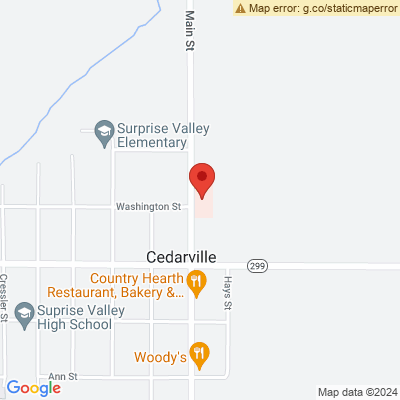 Map error: g.co/staticmaperror
Main St
Surprise Valley
Elementary
Washington St
Cedarville
299
Country Hearth
Restaurant, Bakery &...
Hays St
Cressler St
Suprise Valley
High School
Woody's
Ann St
Google
Map data ©2024